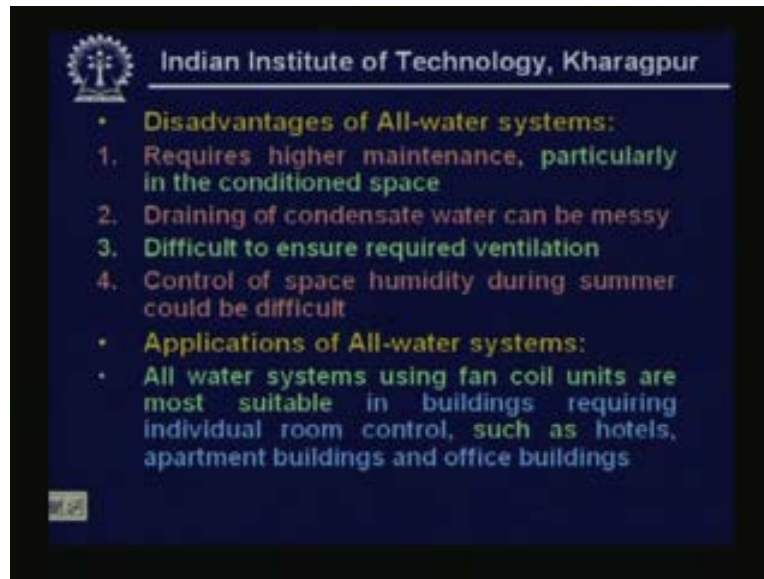 Indian Institute of Technology, Kharagpur
• Disadvantages of All-water systems:
1. Requires higher maintenance, particularly
in the conditioned space
2. Draining of condensate water can be messy
3. Difficult to ensure required ventilation
4. Control of space humidity during summer
could be difficult
• Applications of All-water systems:
• All water systems using fan coil units are
most suitable in buildings requiring
individual room control, such as hotels,
apartment buildings and office buildings